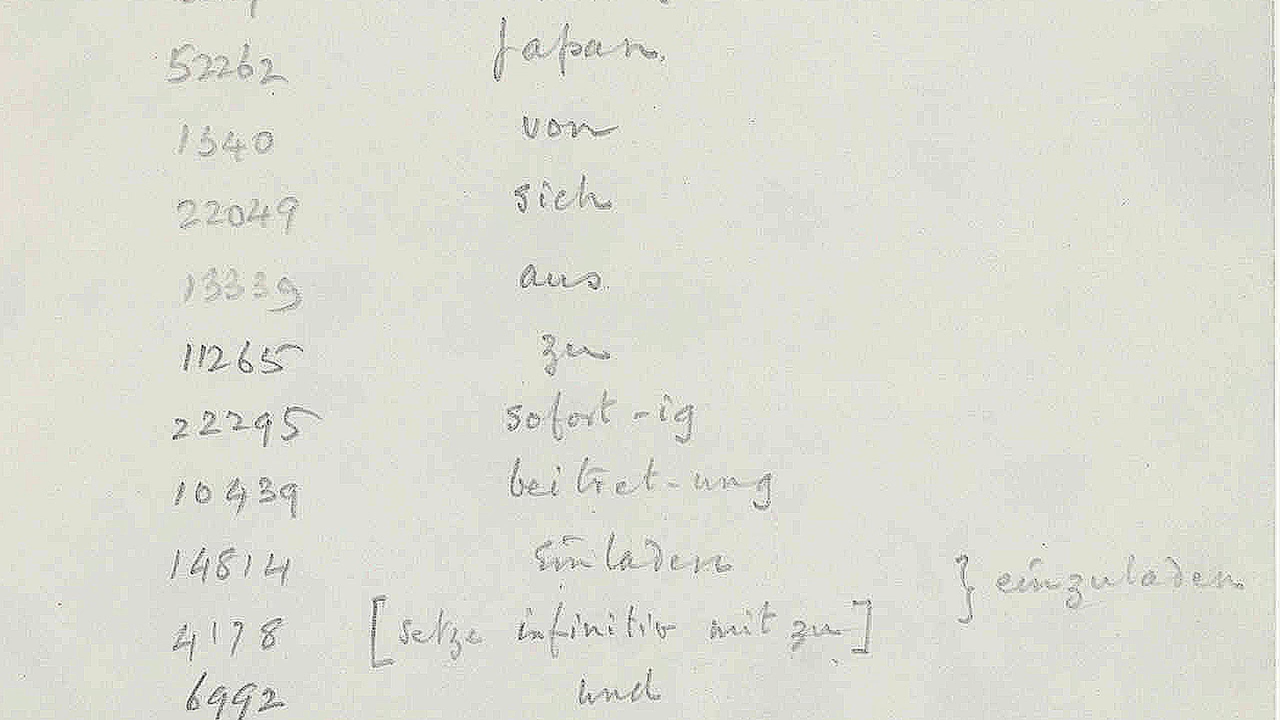 52262 Japan.
1340 von
22049 sich
13339 aus
11265 zu
22295 sofort-ig
10439 beitret-ung
14814 Einladen
} einzuladen
4178 [setze infinitiv mit zu]
6992 und